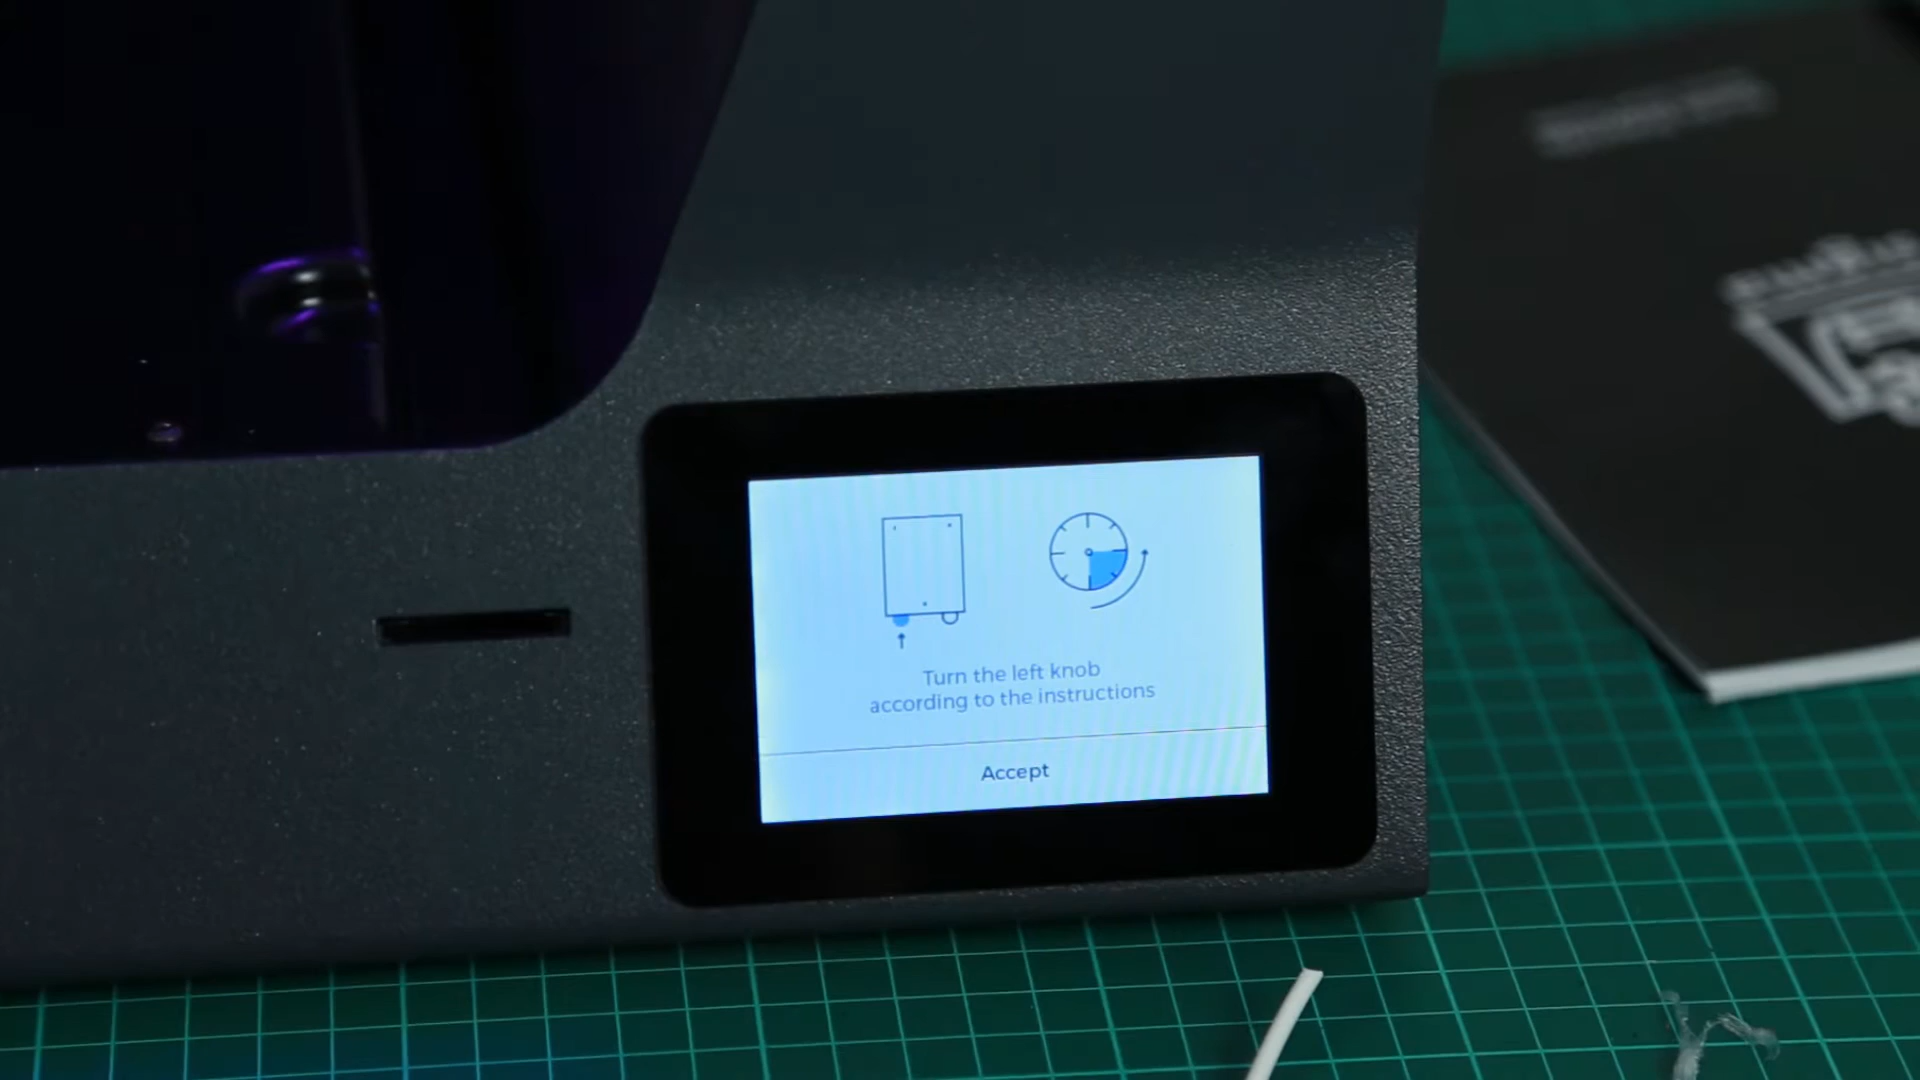 Turn the left knob
according to the instructions
Accept